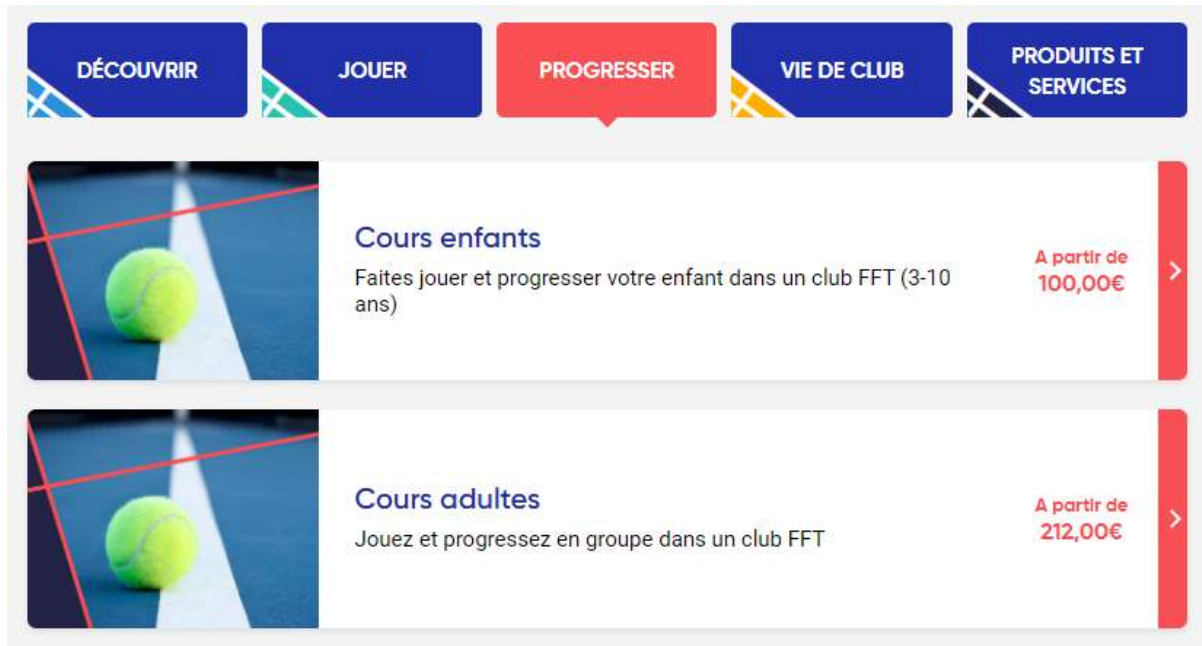 DÉCOUVRIR
JOUER
PROGRESSER
VIE DE CLUB
PRODUITS ET
SERVICES
Cours enfants
Faites jouer et progresser votre enfant dans un club FFT (3-10
ans)
A partir de
100,00€
Cours adultes
Jouez et progressez en groupe dans un club FFT
A partir de
212,00€